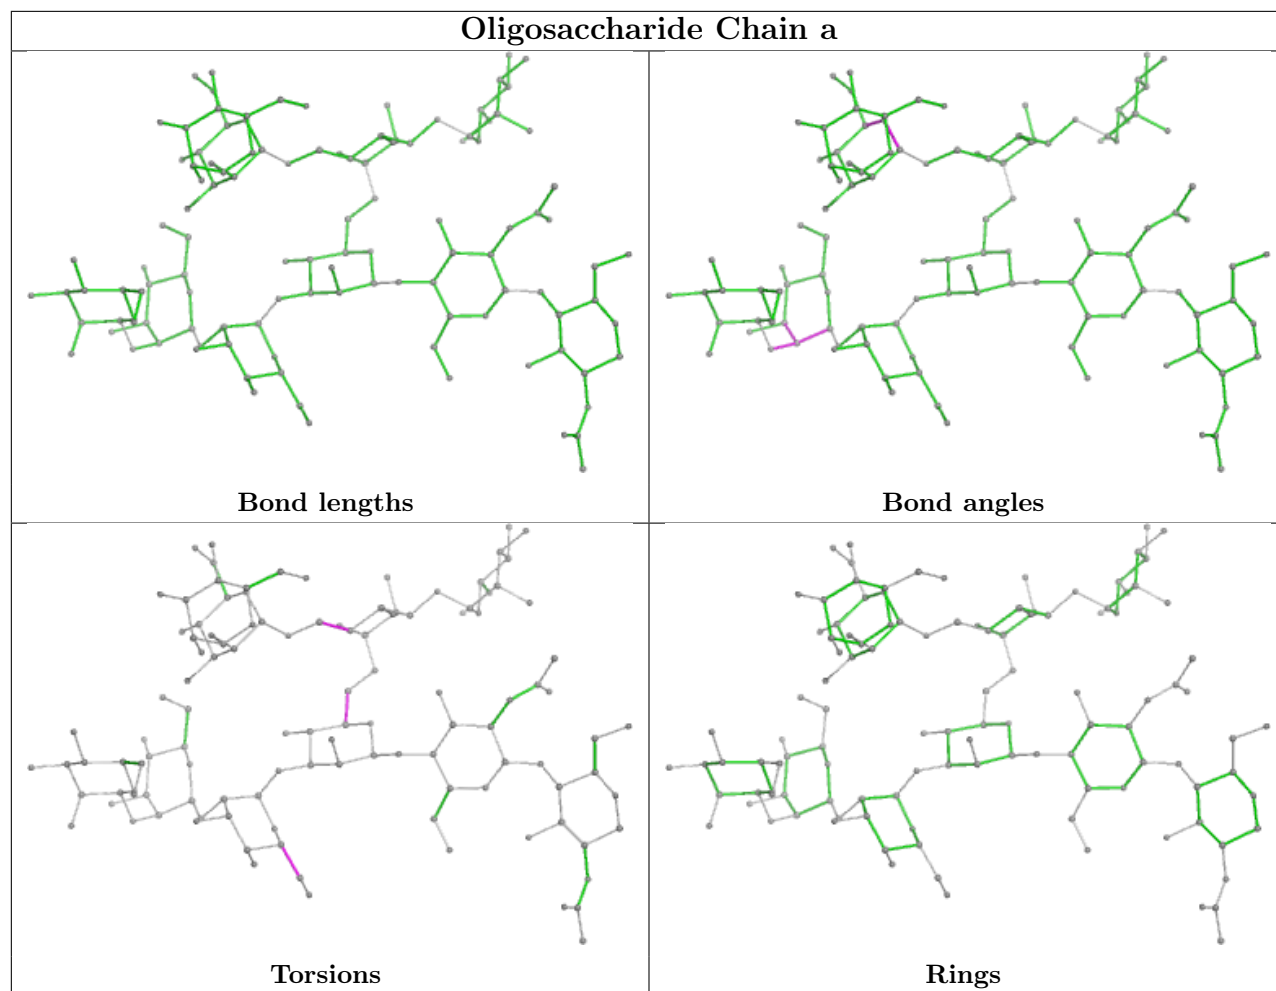 Oligosaccharide Chain a
Bond lengths
Bond angles
Torsions
Rings